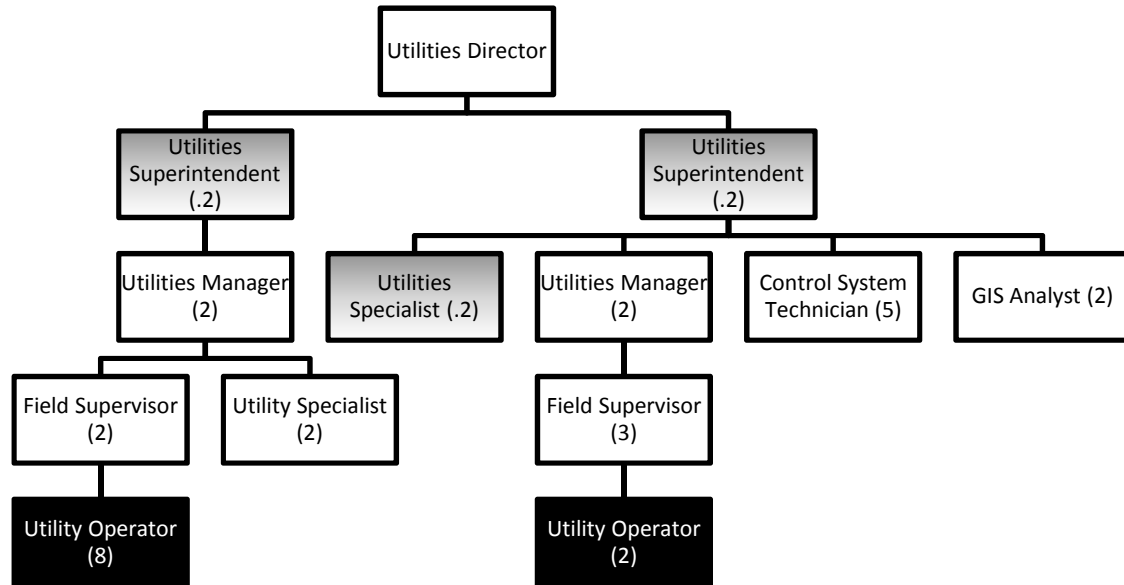 Utilities Director
Utilities
Superintendent
(.2)
Utilities
Superintendent
(.2)
Utilities Manager
(2)
Utilities
Specialist (.2)
Utilities Manager
(2)
Control System
Technician (5)
GIS Analyst (2)
Field Supervisor
(2)
Utility Specialist
(2)
Field Supervisor
(3)
Utility Operator
(8)
Utility Operator
(2)